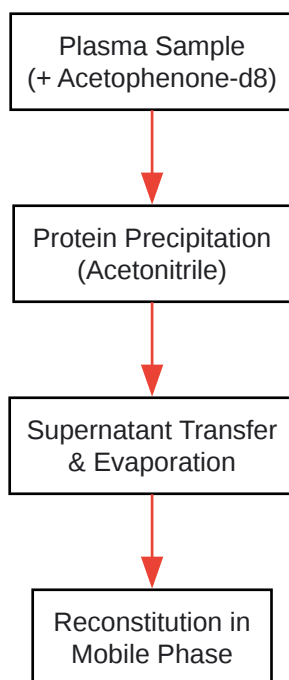 Plasma Sample
(+ Acetophenone-d8)
Protein Precipitation
(Acetonitrile)
Supernatant Transfer
& Evaporation
Reconstitution in
Mobile Phase